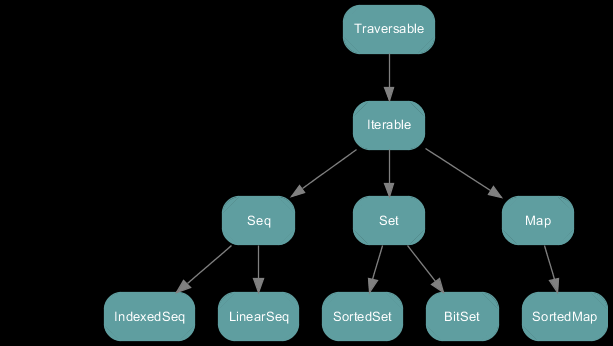 Traversable
Iterable
Seq
Set
Map
IndexedSeq
LinearSeq
SortedSet
BitSet
SortedMap